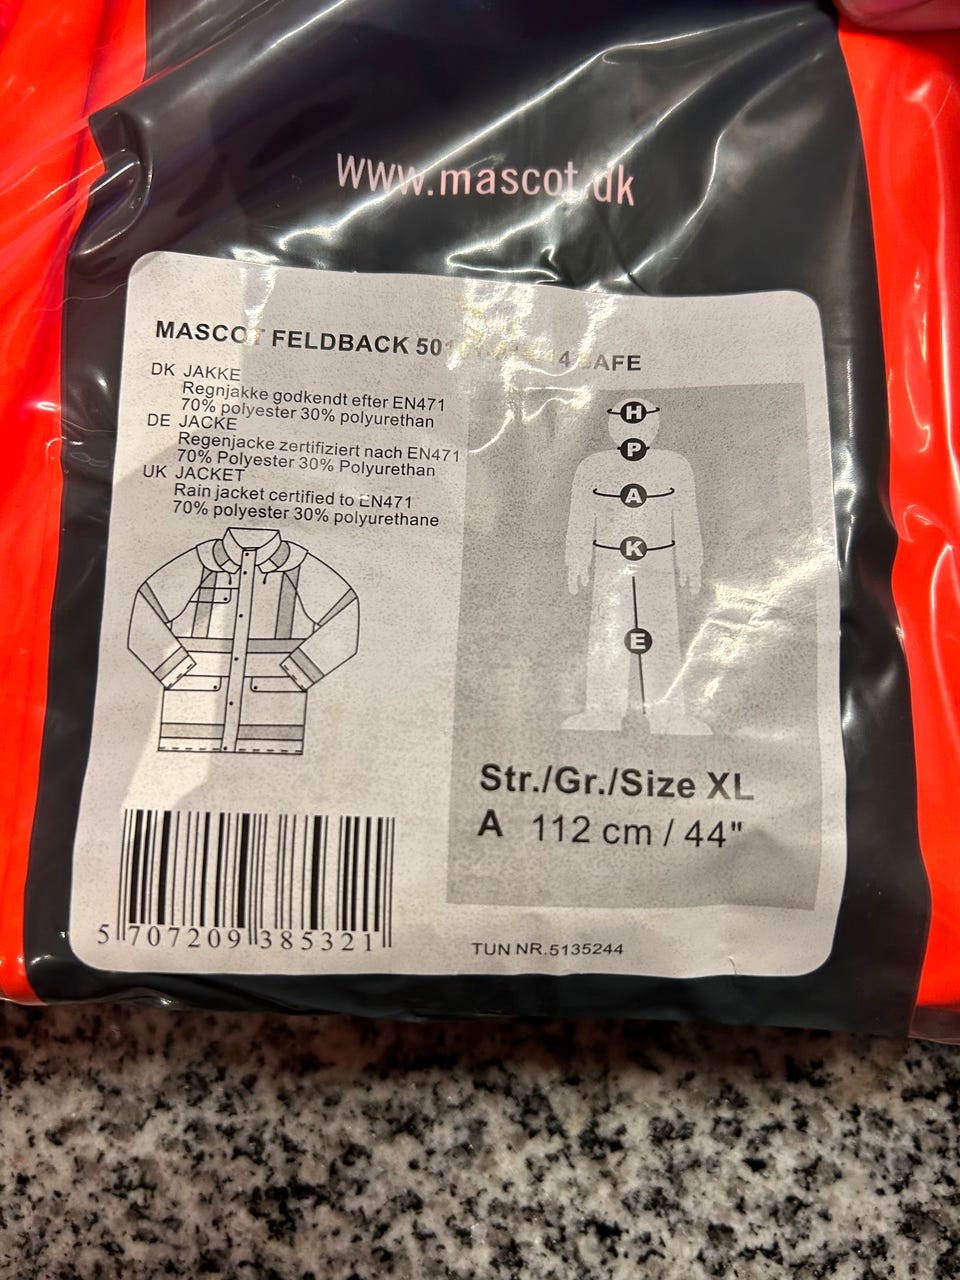 www.mascot.dk
MASCOT FELDBACK SAFE
DK JAKKE
Regnjakke godkendt efter EN471
70% polyester 30% polyurethan
DE JACKE
Regenjacke zertifiziert nach EN471
70% Polyester 30% Polyurethan
UK JACKET
Rain jacket certified to EN471
70% polyester 30% polyurethane
H
P
A
K
E
Str./Gr./Size XL
A 112 cm / 44"
5 707209 385321
TUN NR.5135244